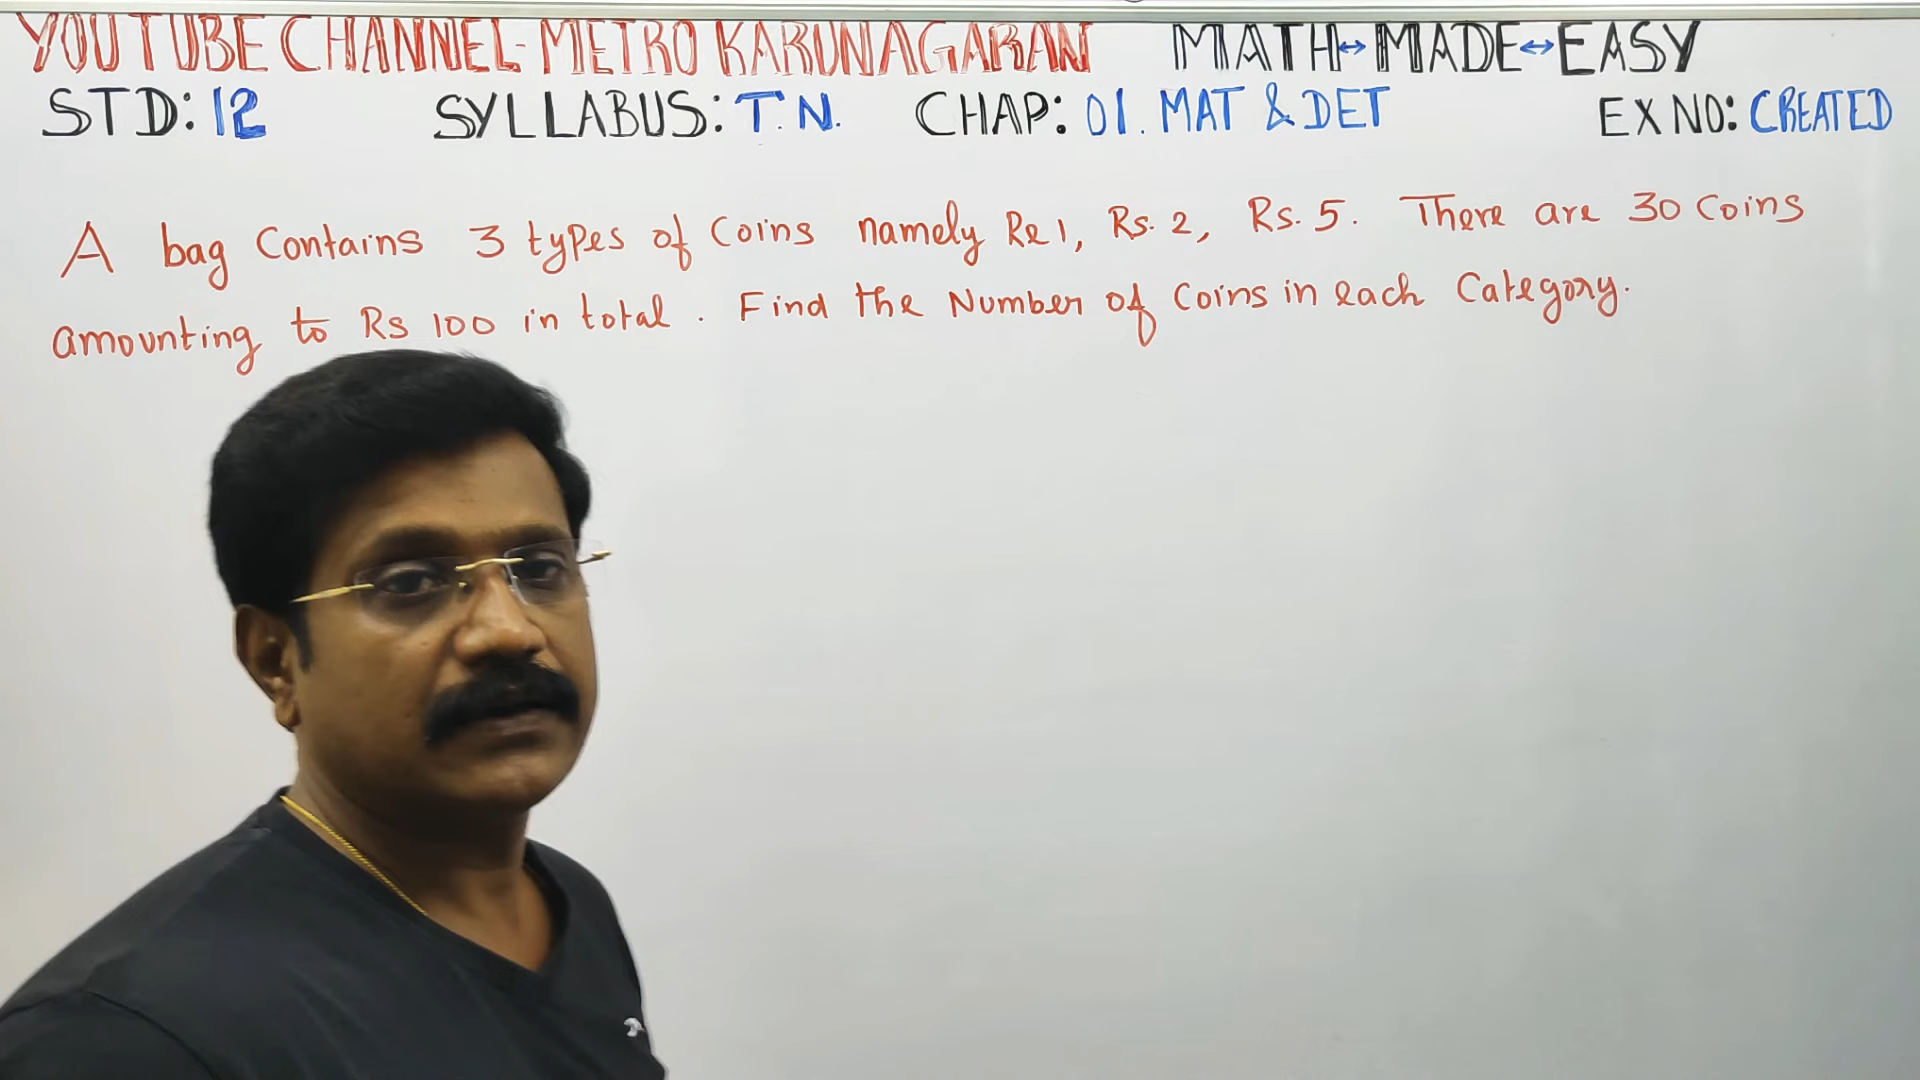 YOUTUBE CHANNEL-METRO KARUNAGARAN MATH↔MADE↔EASY
STD: 12 SYLLABUS: T.N. CHAP: 01. MAT & DET EX NO: CREATED
A bag Contains 3 types of Coins namely Re 1, Rs. 2, Rs. 5. There are 30 Coins
amounting to Rs 100 in total. Find the Number of Coins in each Category.